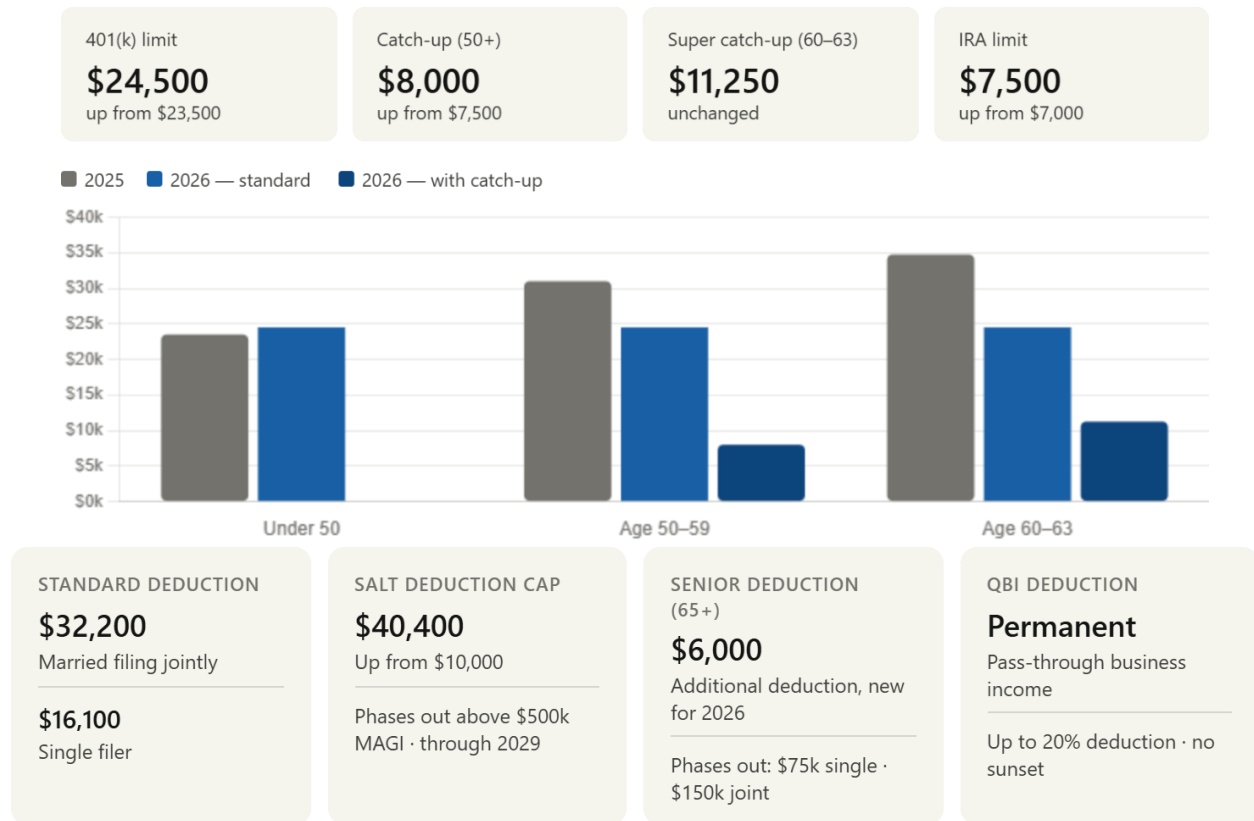 401(k) limit
$24,500
up from $23,500
Catch-up (50+)
$8,000
up from $7,500
Super catch-up (60–63)
$11,250
unchanged
IRA limit
$7,500
up from $7,000
2025
2026 — standard
2026 — with catch-up
$40k
$35k
$30k
$25k
$20k
$15k
$10k
$5k
$0k
Under 50
Age 50–59
Age 60–63
STANDARD DEDUCTION
$32,200
Married filing jointly
$16,100
Single filer
SALT DEDUCTION CAP
$40,400
Up from $10,000
Phases out above $500k
MAGI · through 2029
SENIOR DEDUCTION
(65+)
$6,000
Additional deduction, new
for 2026
Phases out: $75k single ·
$150k joint
QBI DEDUCTION
Permanent
Pass-through business
income
Up to 20% deduction · no
sunset